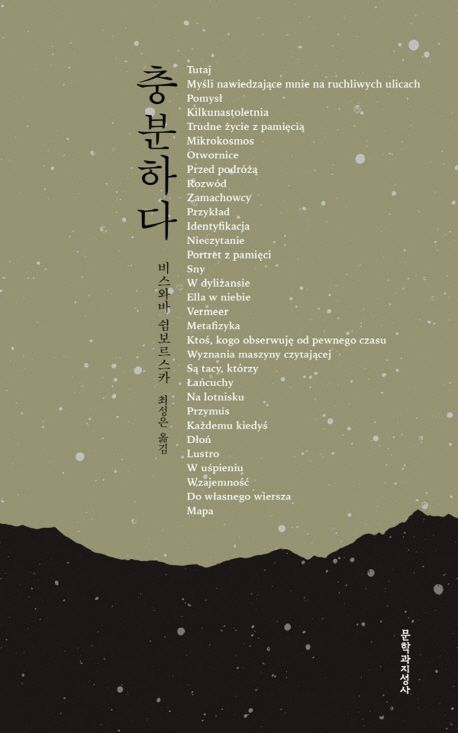 충분하다
비스와바 쉼보르스카 최성은 옮김
Tutaj
Myśli nawiedzające mnie na ruchliwych ulicach
Pomysł
Kilkunastoletnia
Trudne życie z pamięcią
Mikrokosmos
Otwornice
Przed podróżą
Rozwód
Zamachowcy
Przykład
Identyfikacja
Nieczytanie
Portret z pamięci
Sny
W dyliżansie
Ella w niebie
Vermeer
Metafizyka
Ktoś, kogo obserwuję od pewnego czasu
Wyznania maszyny czytającej
Są tacy, którzy
Łańcuchy
Na lotnisku
Przymus
Każdemu kiedyś
Dłoń
Lustro
W uśpieniu
Wzajemność
Do własnego wiersza
Mapa
문학과지성사